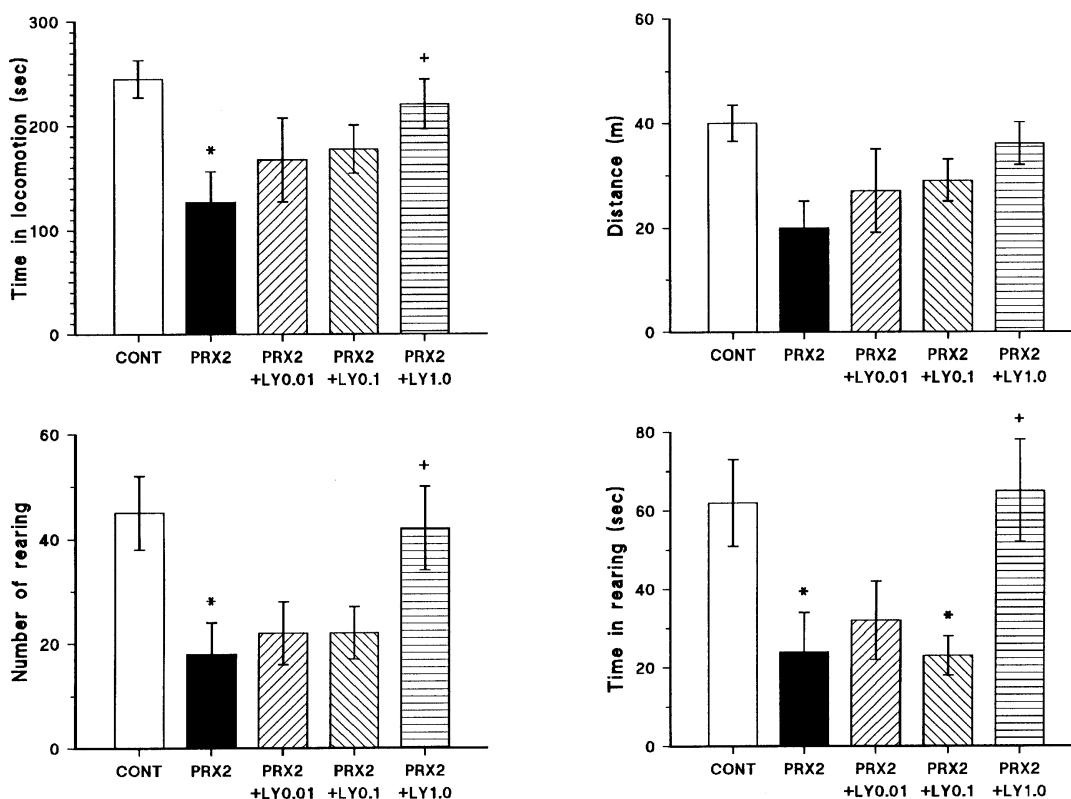 Time in locomotion (sec)
300
200
100
0
*
+
CONT PRX2 PRX2 PRX2 PRX2
+LY0.01 +LY0.1 +LY1.0
Distance (m)
60
40
20
0
CONT PRX2 PRX2 PRX2 PRX2
+LY0.01 +LY0.1 +LY1.0
Number of rearing
60
40
20
0
*
+
CONT PRX2 PRX2 PRX2 PRX2
+LY0.01 +LY0.1 +LY1.0
Time in rearing (sec)
80
60
40
20
0
*
*
+
CONT PRX2 PRX2 PRX2 PRX2
+LY0.01 +LY0.1 +LY1.0